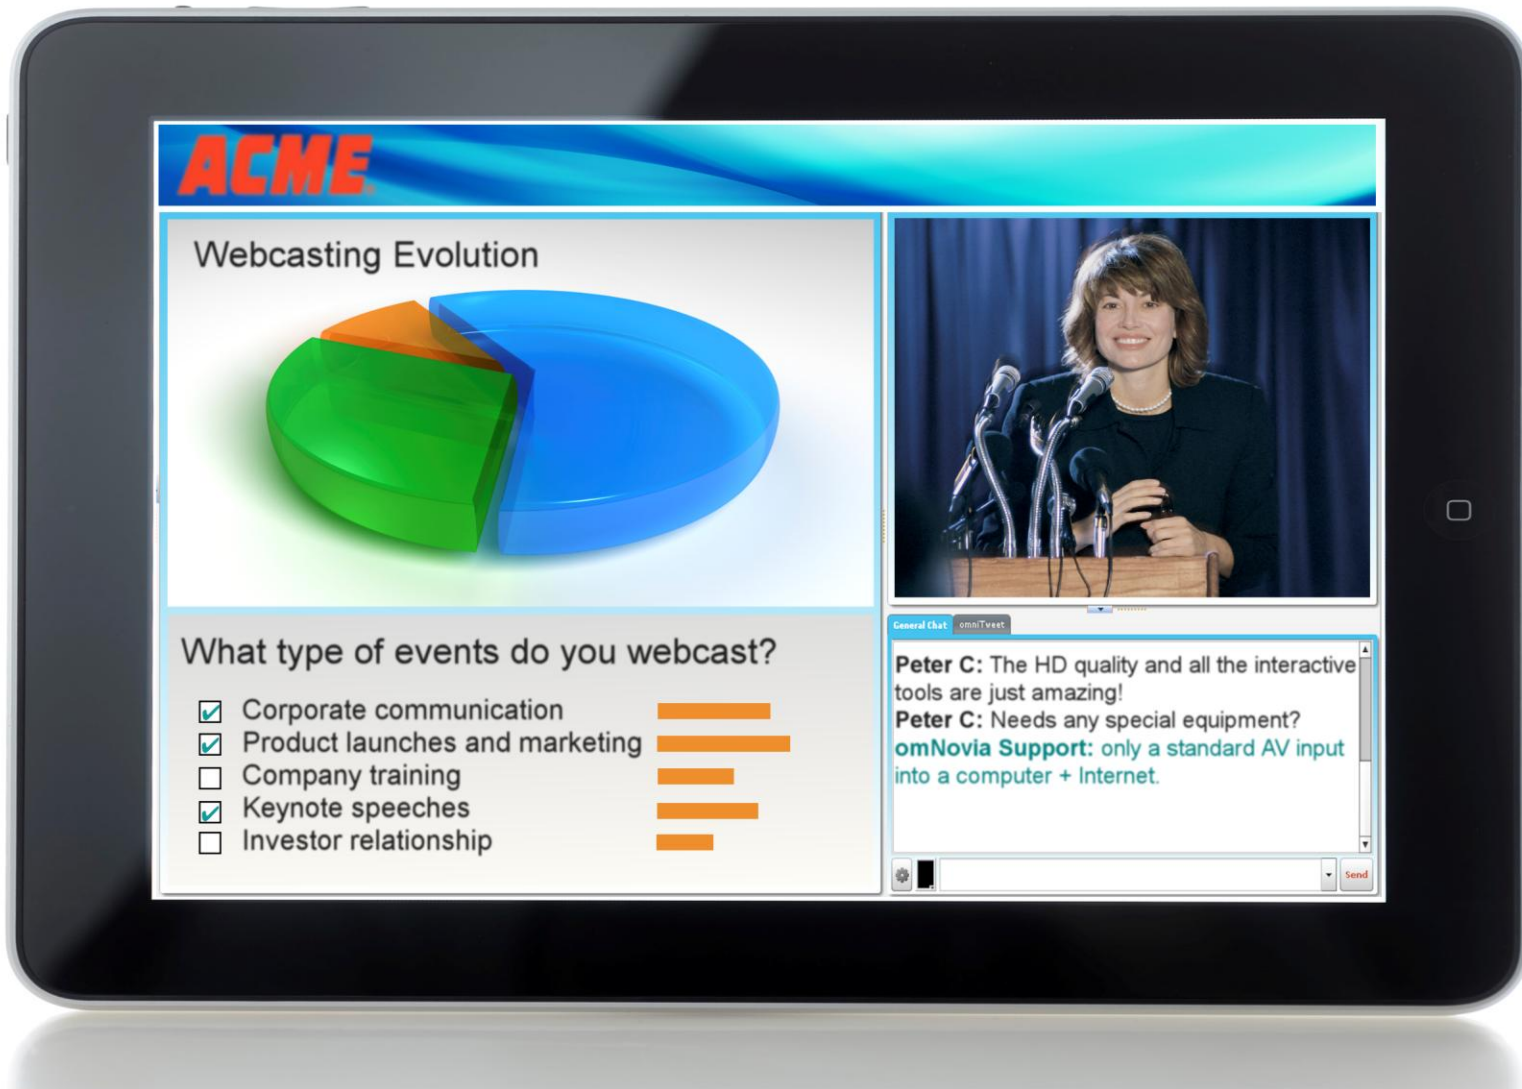 ACME
Webcasting Evolution
What type of events do you webcast?
Corporate communication
Product launches and marketing
Company training
Keynote speeches
Investor relationship
General Chat omniTweet
Peter C: The HD quality and all the interactive
tools are just amazing!
Peter C: Needs any special equipment?
omNovia Support: only a standard AV input
into a computer + Internet.
Send